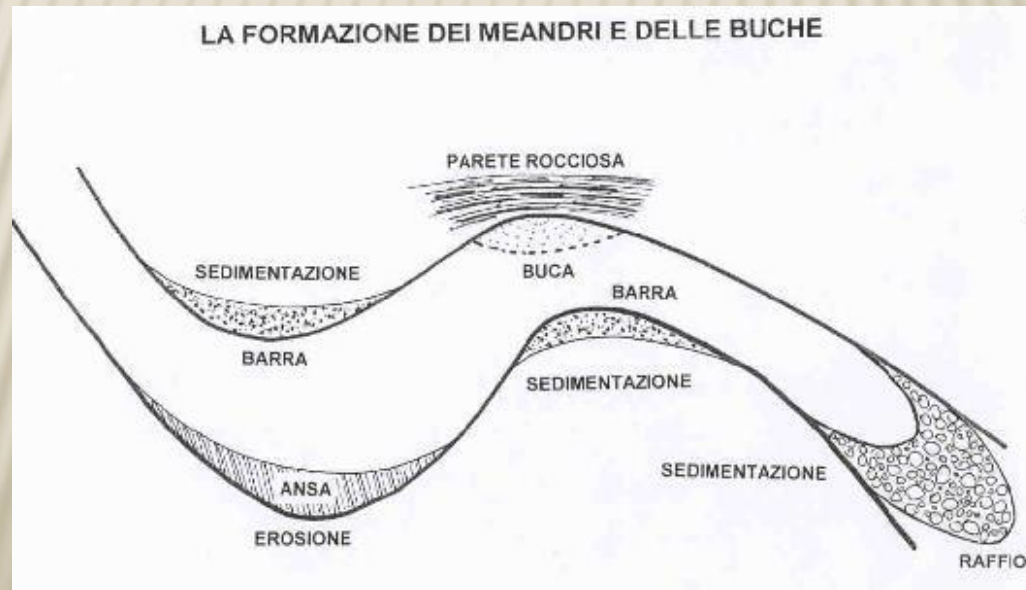 LA FORMAZIONE DEI MEANDRI E DELLE BUCHE
PARETE ROCCIOSA
SEDIMENTAZIONE
BUCA
BARRA
BARRA
SEDIMENTAZIONE
SEDIMENTAZIONE
ANSA
EROSIONE
RAFFIO